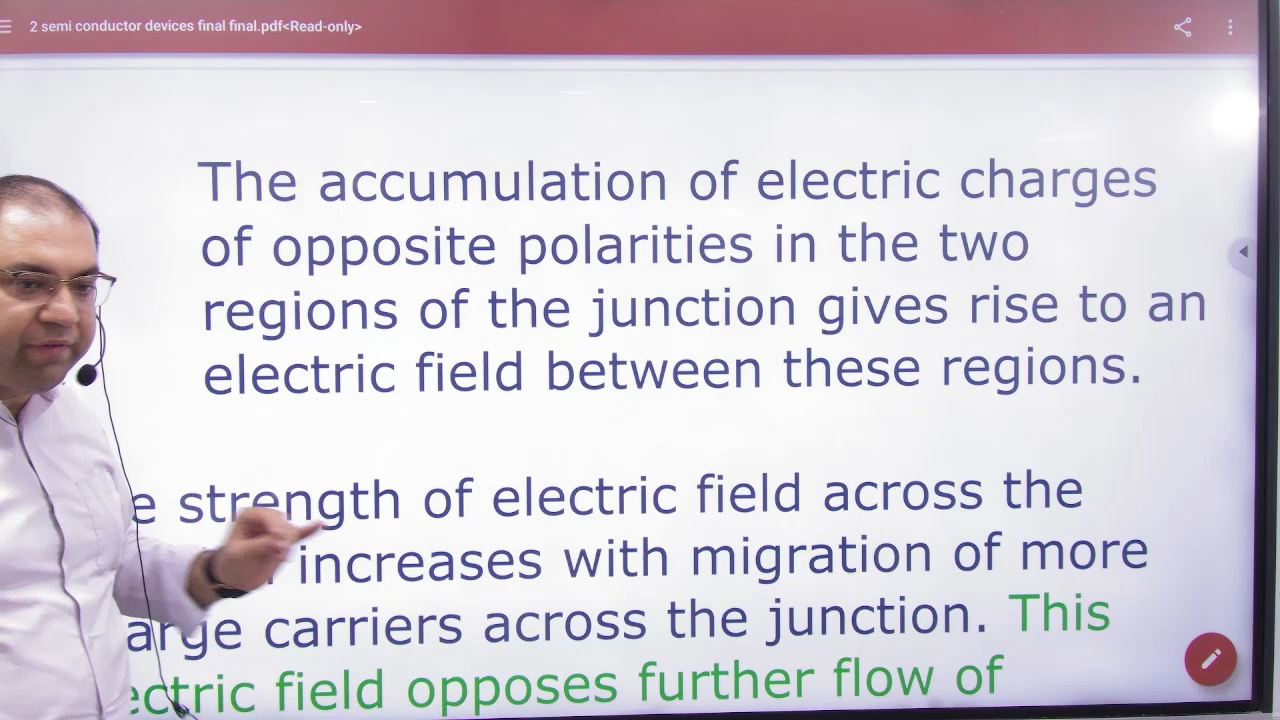 2 semi conductor devices final final.pdf<Read-only>
The accumulation of electric charges
of opposite polarities in the two
regions of the junction gives rise to an
electric field between these regions.
strength of electric field across the
increases with migration of more
carriers across the junction. This
field opposes further flow of